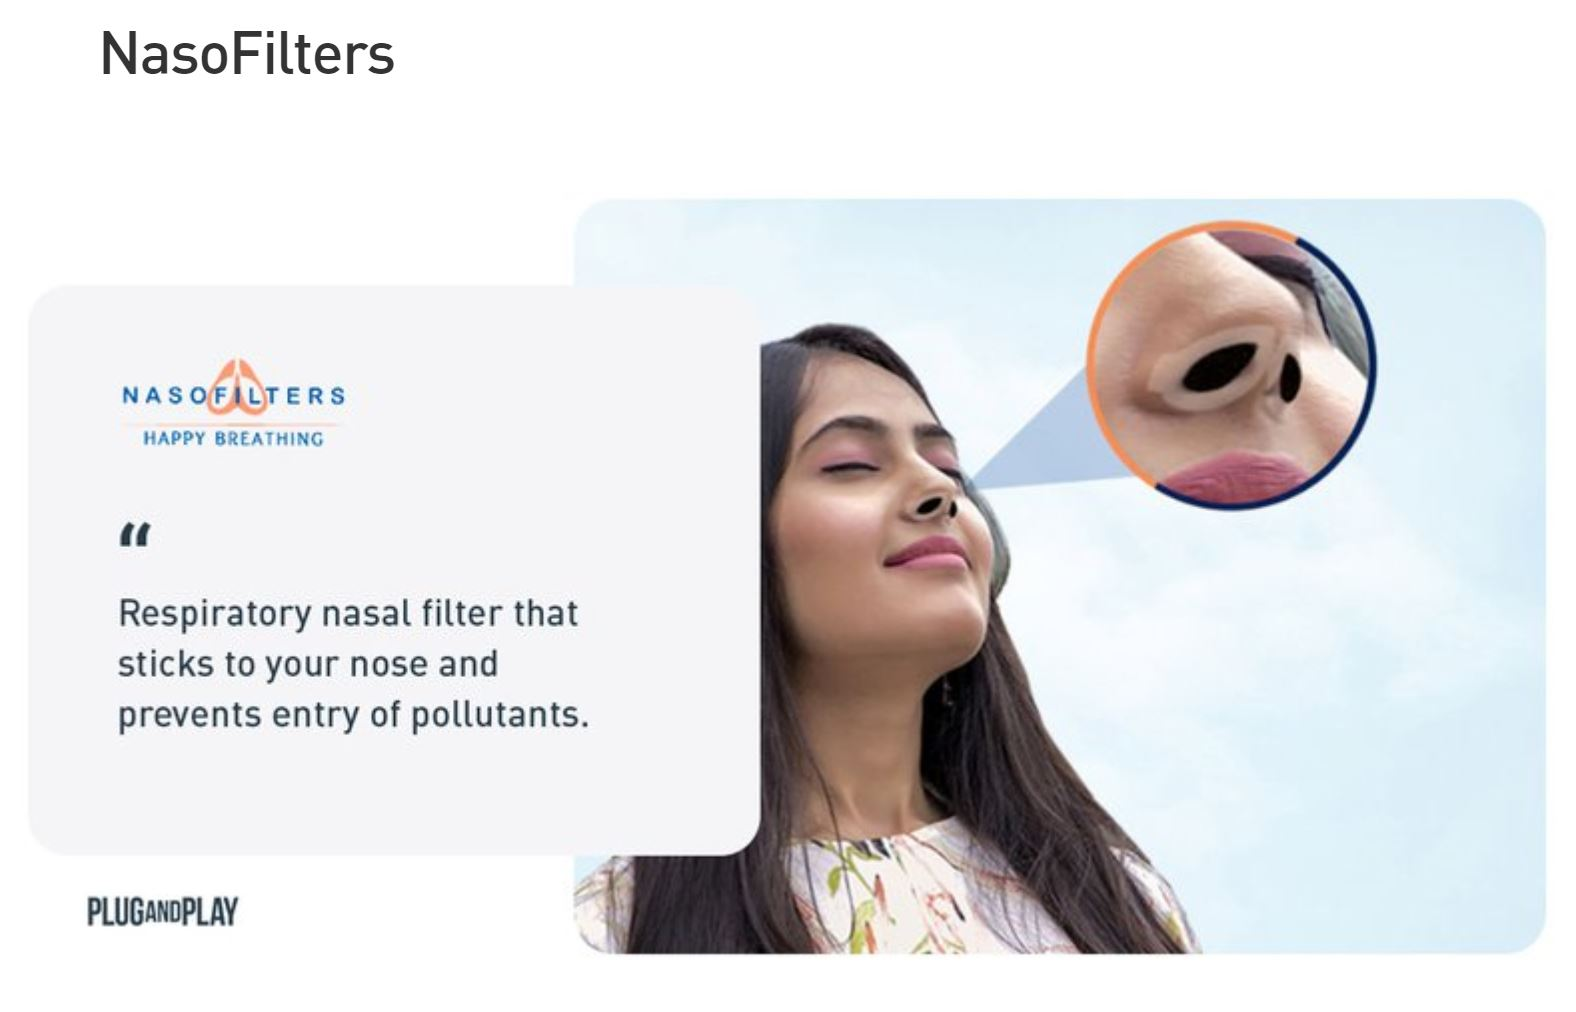 NasoFilters
NASOFILTERS
HAPPY BREATHING
“
Respiratory nasal filter that
sticks to your nose and
prevents entry of pollutants.
PLUGANDPLAY